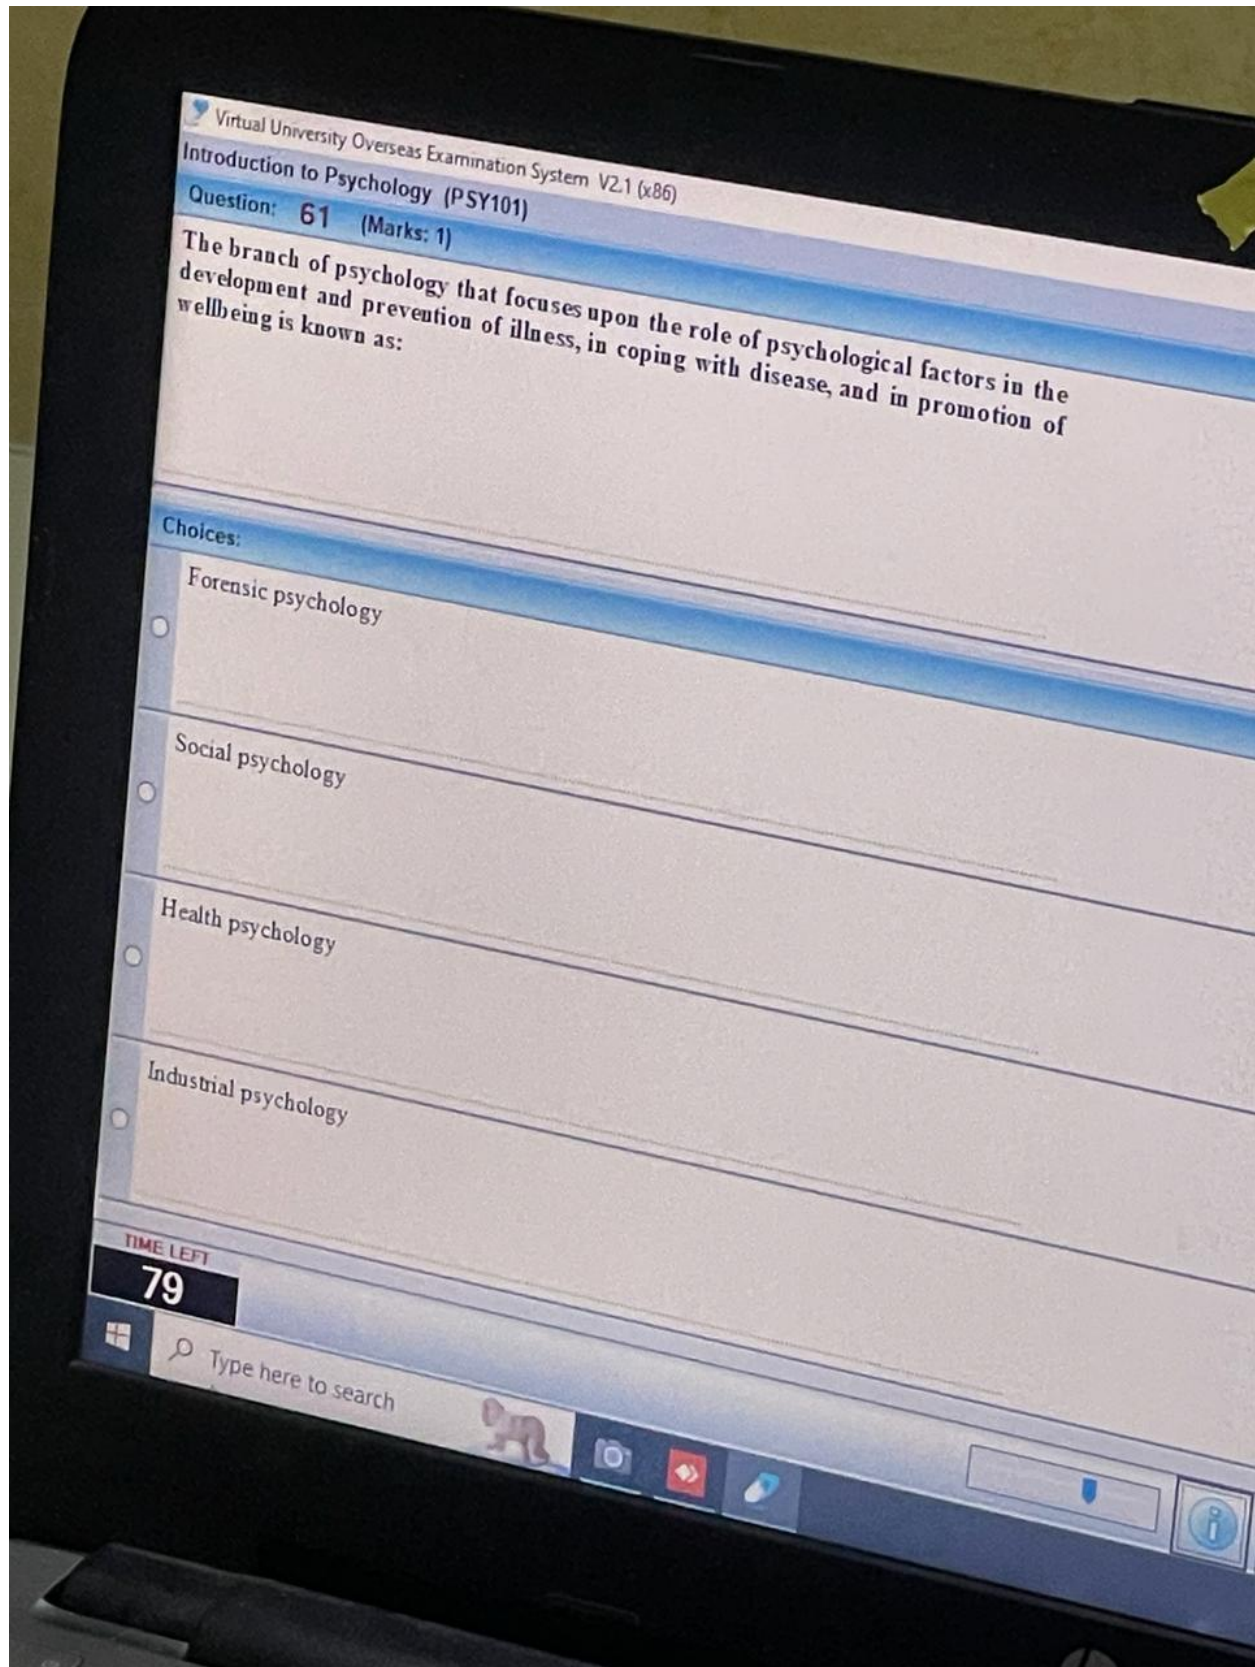 Virtual University Overseas Examination System V2.1 (x86)
Introduction to Psychology (PSY101)
Question: 61 (Marks: 1)
The branch of psychology that focuses upon the role of psychological factors in the
development and prevention of illness, in coping with disease, and in promotion of
wellbeing is known as:
Choices:
Forensic psychology
Social psychology
Health psychology
Industrial psychology
TIME LEFT
79
Type here to search